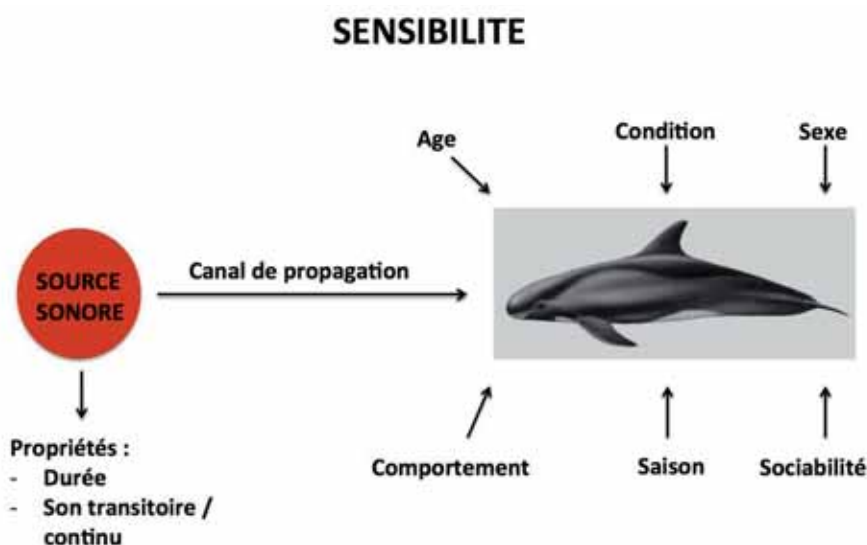 SENSIBILITE
Age
Condition
Sexe
SOURCE
SONORE
Canal de propagation
Propriétés :
- Durée
- Son transitoire /
continu
Comportement
Saison
Sociabilité